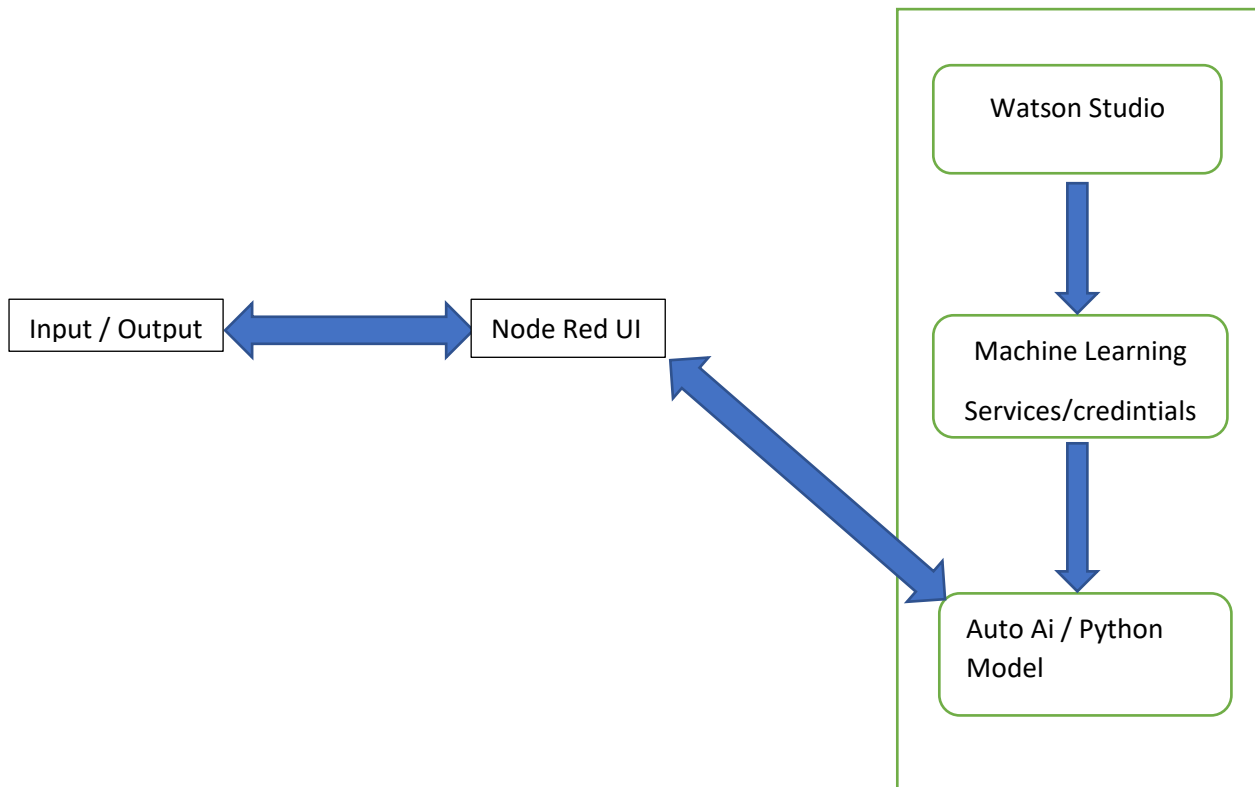 Watson Studio
Input / Output
Node Red UI
Machine Learning
Services/credintials
Auto Ai / Python
Model